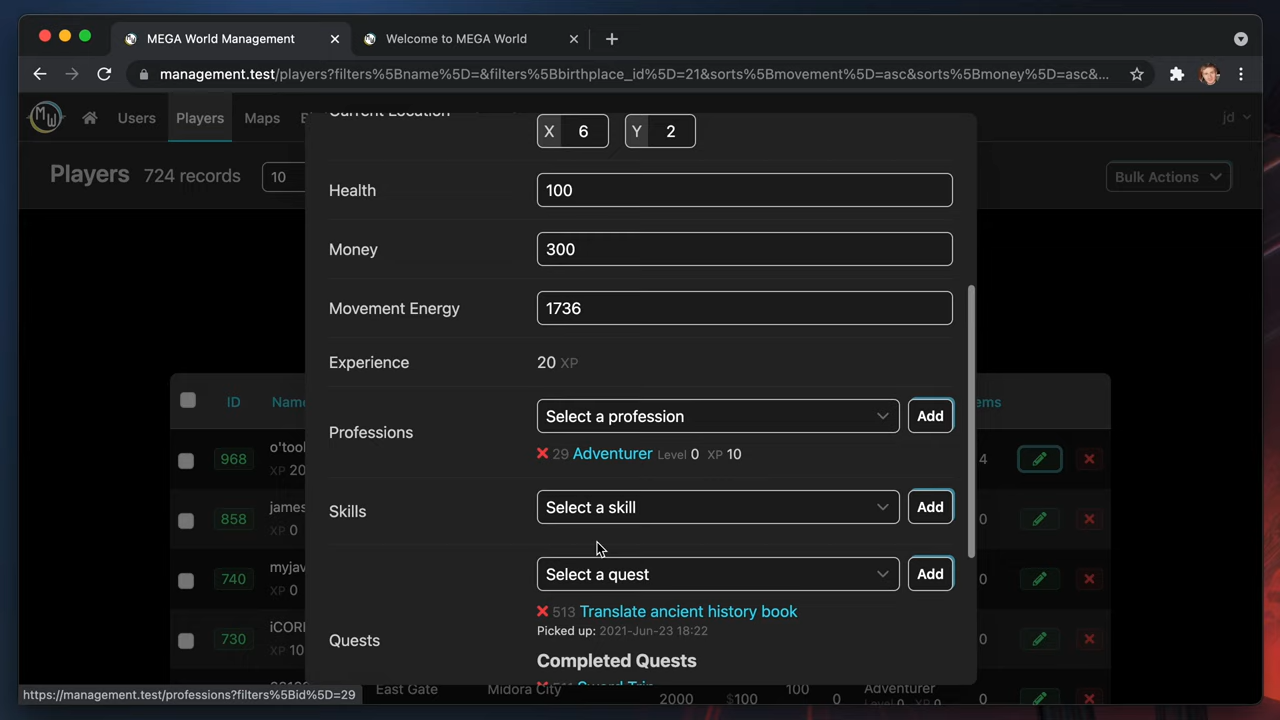 MEGA World Management
Welcome to MEGA World
management.test/players?filters%5Bname%5D=&filters%5Bbirthplace_id%5D=21&sorts%5Bmovement%5D=asc&sorts%5Bmoney%5D=asc&...
MW
Users
Players
Maps
jd
Players 724 records
10
Bulk Actions
Current Location
X 6 Y 2
Health
100
Money
300
Movement Energy
1736
Experience
20 XP
Professions
Select a profession
Add
29 Adventurer Level 0 XP 10
Skills
Select a skill
Add
Quests
Select a quest
Add
513 Translate ancient history book
Picked up: 2021-Jun-23 18:22
Completed Quests
ID
968 4
XP 20
858 james 0
XP 0
740 0
XP 0
730 0
XP 10
East Gate Midora City 2000 $100 100 Adventurer
https://management.test/professions?filters%5Bid%5D=29